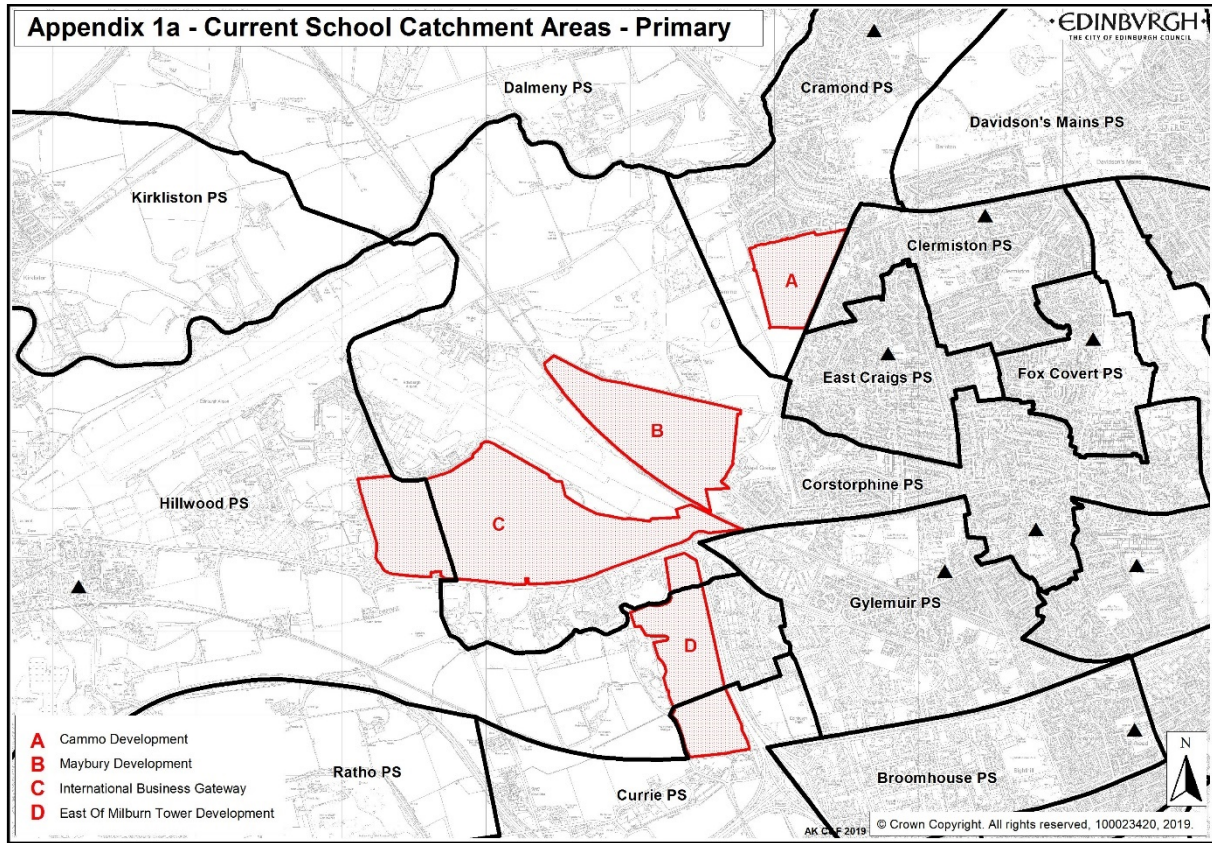 Appendix 1a - Current School Catchment Areas - Primary
·EDINBVRGH·
THE CITY OF EDINBURGH COUNCIL
Dalmeny PS
Cramond PS
Davidson's Mains PS
Kirkliston PS
Clermiston PS
A
East Craigs PS
Fox Covert PS
B
Corstorphine PS
Hillwood PS
C
Gylemuir PS
D
A Cammo Development
B Maybury Development
C International Business Gateway
D East Of Milburn Tower Development
Ratho PS
Currie PS
Broomhouse PS
N
© Crown Copyright. All rights reserved, 100023420, 2019.